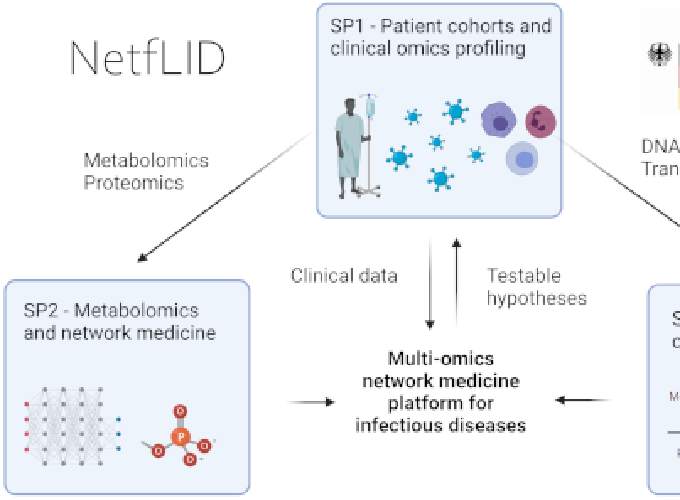 NetfLID
SP1 - Patient cohorts and
clinical omics profiling
Metabolomics
Proteomics
DNA
Clinical data
Testable
hypotheses
SP2 - Metabolomics
and network medicine
Multi-omics
network medicine
platform for
infectious diseases
P
O
O
O
O